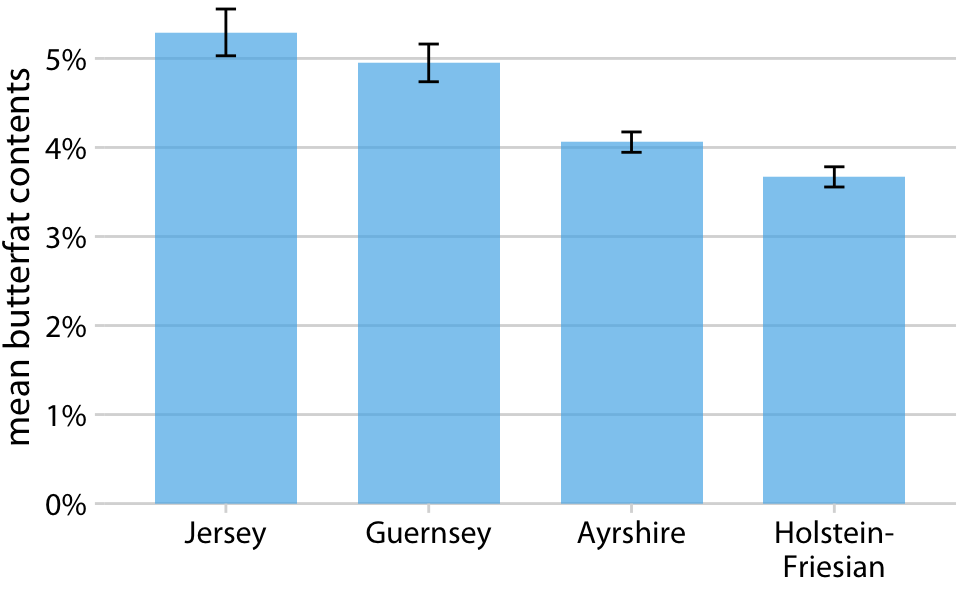 mean butterfat contents
5%
4%
3%
2%
1%
0%
Jersey
Guernsey
Ayrshire
Holstein-
Friesian